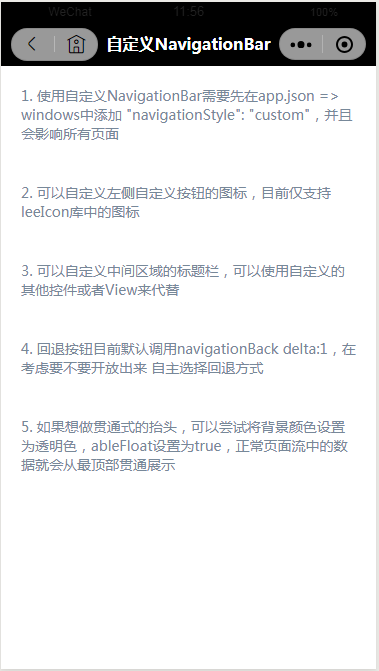 WeChat 11:56 100%
自定义NavigationBar
1. 使用自定义NavigationBar需要先在app.json =>
windows中添加 "navigationStyle": "custom"，并且
会影响所有页面
2. 可以自定义左侧自定义按钮的图标，目前仅支持
leeIcon库中的图标
3. 可以自定义中间区域的标题栏，可以使用自定义的
其他控件或者View来代替
4. 回退按钮目前默认调用navigationBack delta:1，在
考虑要不要开放出来 自主选择回退方式
5. 如果想做贯通式的抬头，可以尝试将背景颜色设置
为透明色，ableFloat设置为true，正常页面流中的数
据就会从最顶部贯通展示